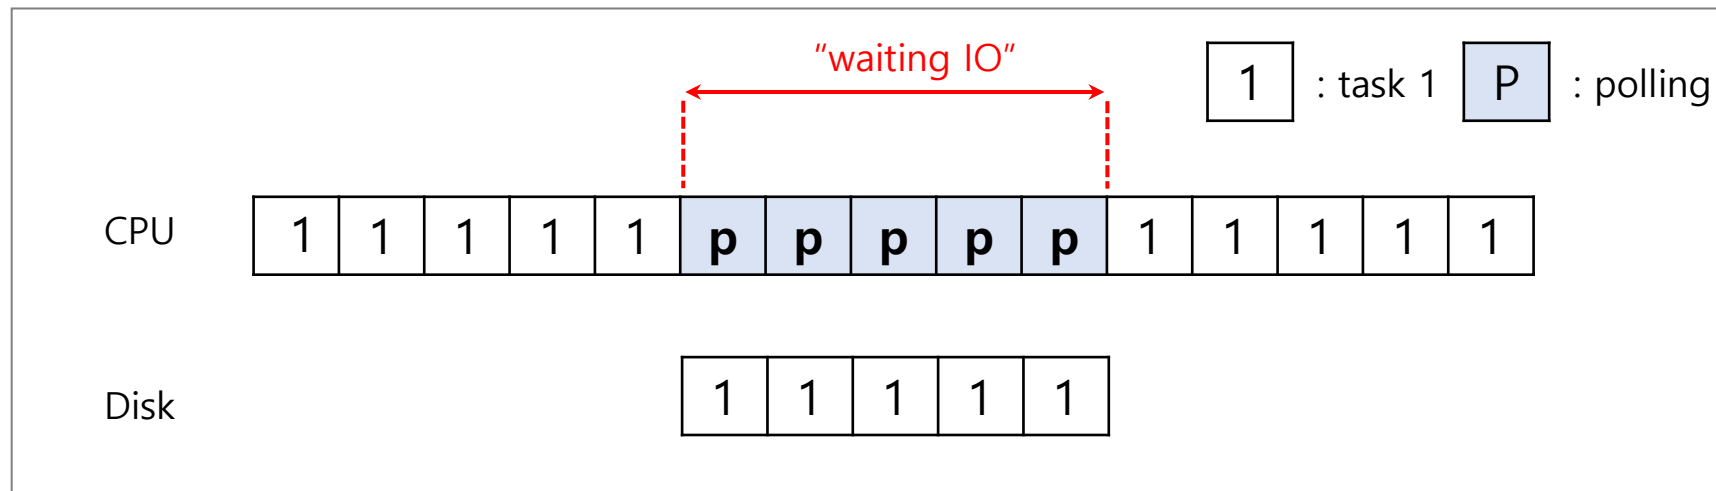 “waiting IO”
1 : task 1 P : polling
CPU 1 1 1 1 1 p p p p p 1 1 1 1 1
Disk 1 1 1 1 1